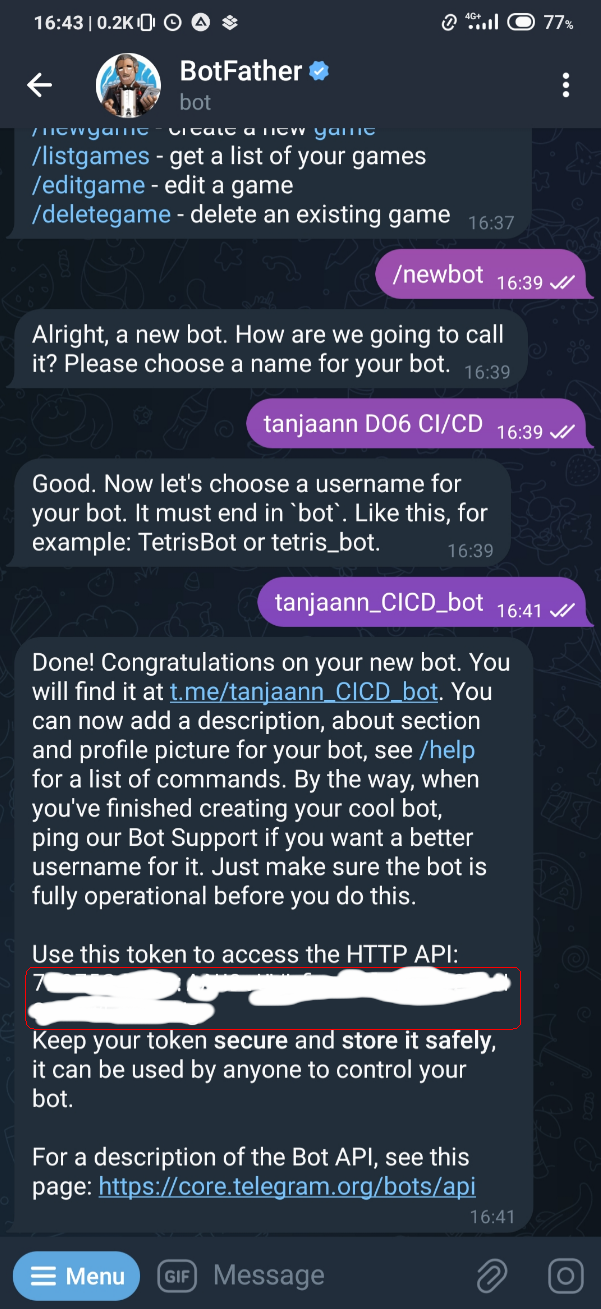 16:43 | 0.2K
4G+
77%
BotFather
bot
/newgame - create a new game
/listgames - get a list of your games
/editgame - edit a game
/deletegame - delete an existing game 16:37
/newbot 16:39
Alright, a new bot. How are we going to call
it? Please choose a name for your bot. 16:39
tanjaann DO6 CI/CD 16:39
Good. Now let's choose a username for
your bot. It must end in `bot`. Like this, for
example: TetrisBot or tetris_bot. 16:39
tanjaann_CICD_bot 16:41
Done! Congratulations on your new bot. You
will find it at t.me/tanjaann_CICD_bot. You
can now add a description, about section
and profile picture for your bot, see /help
for a list of commands. By the way, when
you've finished creating your cool bot,
ping our Bot Support if you want a better
username for it. Just make sure the bot is
fully operational before you do this.
Use this token to access the HTTP API:
Keep your token secure and store it safely,
it can be used by anyone to control your
bot.
For a description of the Bot API, see this
page: https://core.telegram.org/bots/api
16:41
Menu
GIF
Message